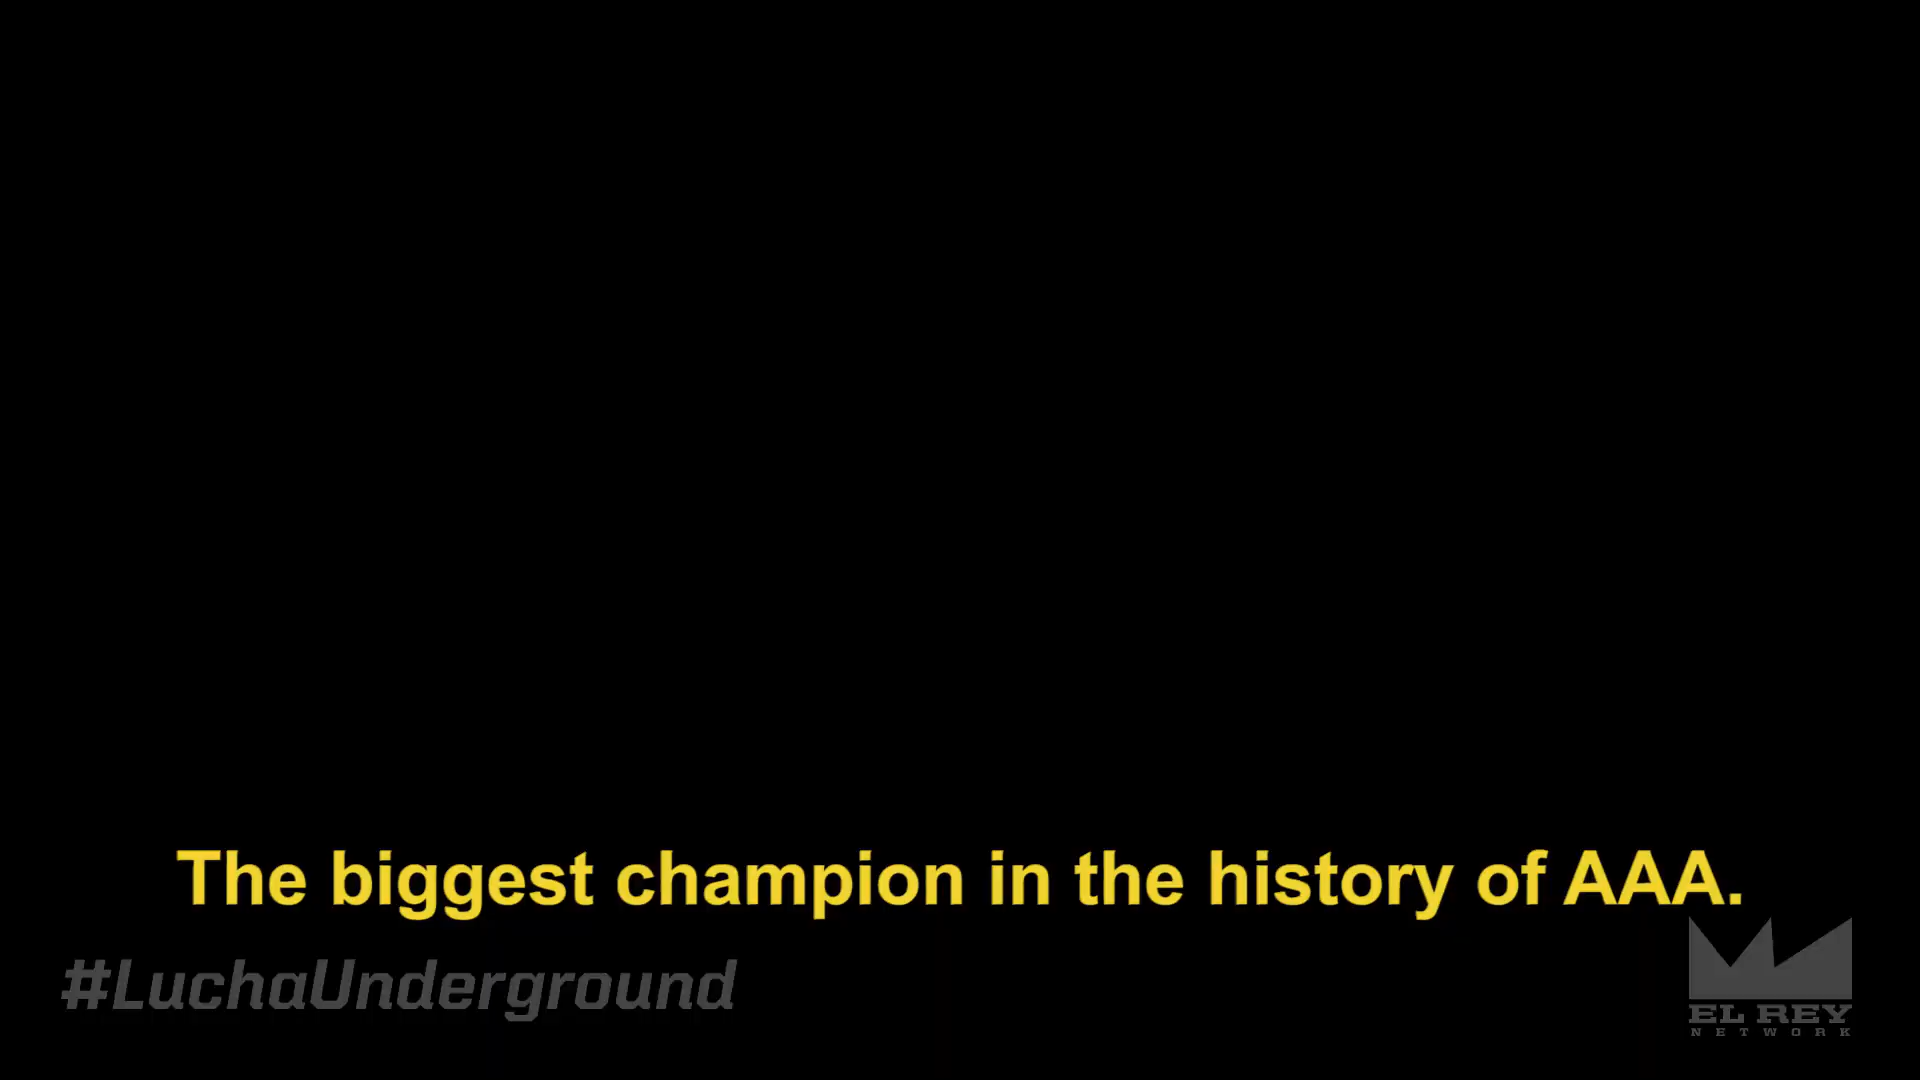 The biggest champion in the history of AAA.
#LuchaUnderground
EL REY
NETWORK